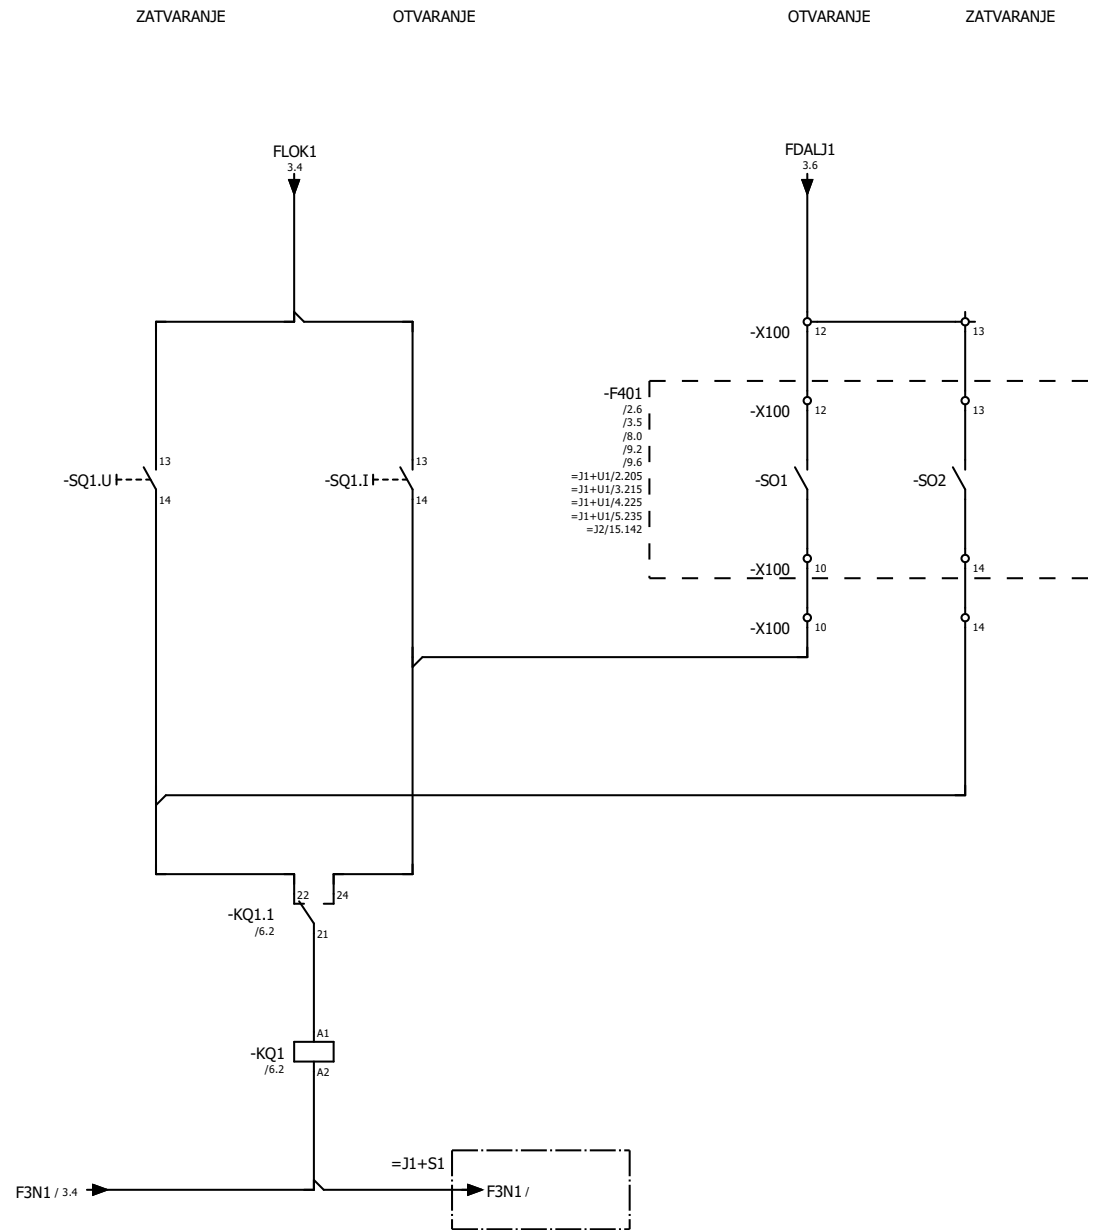 ZATVARANJE
OTVARANJE
OTVARANJE
ZATVARANJE
FLOK1
3.4
FDALJ1
3.6
-X100
12
13
-F401
/2.6
/3.5
/8.0
/9.2
/9.6
=J1+U1/2.205
=J1+U1/3.215
=J1+U1/4.225
=J1+U1/5.235
=J2/15.142
-X100
12
13
-SQ1.U
13
14
-SQ1.I
13
14
-SO1
-SO2
-X100
10
14
-X100
10
14
22
24
-KQ1.1
/6.2
21
A1
-KQ1
/6.2
A2
=J1+S1
F3N1 / 3.4
F3N1 /